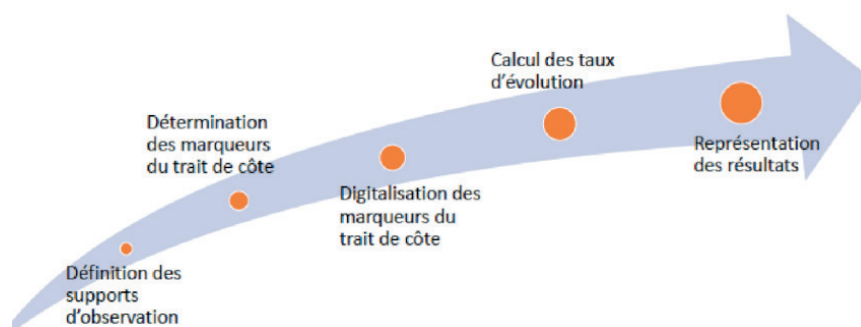 Définition des
supports
d'observation
Détermination
des marqueurs
du trait de côte
Digitalisation des
marqueurs du
trait de côte
Calcul des taux
d'évolution
Représentation
des résultats